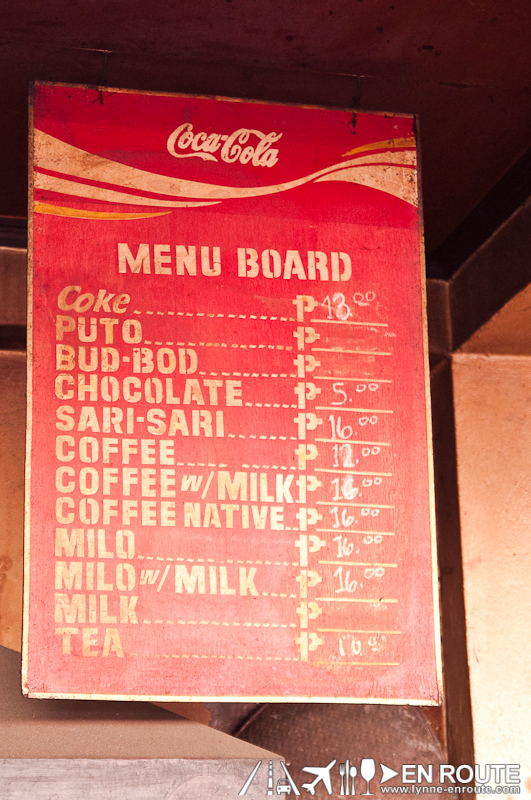 Coca-Cola
MENU BOARD
Coke ₱ 13.00
PUTO ₱
BUD-BOD ₱
CHOCOLATE ₱ 5.00
SARI-SARI ₱ 16.00
COFFEE ₱ 12.00
COFFEE w/ MILK ₱ 16.00
COFFEE NATIVE ₱ 16.00
MILO ₱ 16.00
MILO w/ MILK ₱ 16.00
MILK ₱
TEA ₱
EN ROUTE
www.lynne-enroute.com